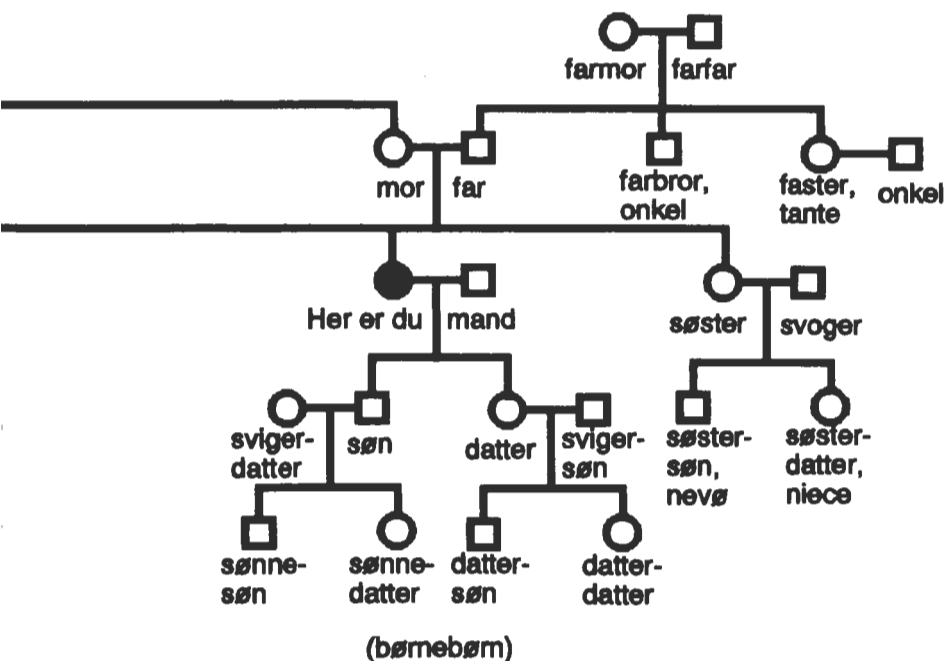 farmor farfar
mor far
farbror,
onkel
faster,
tante
onkel
Her er du mand
søster svoger
sviger-
datter
søn
datter
sviger-
søn
søster-
søn,
nevø
søster-
datter,
niece
sønne-
søn
sønne-
datter
datter-
søn
datter-
datter
(børnebørn)